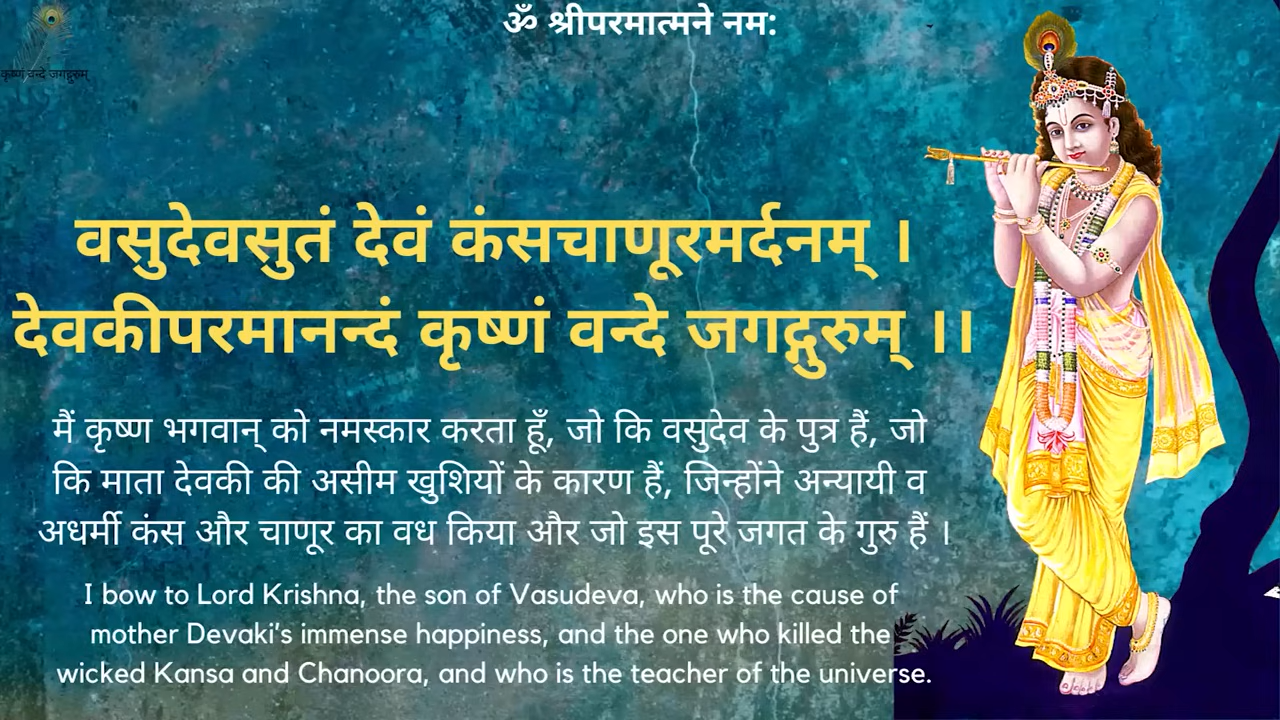 ॐ श्रीपरमात्मने नम:
कृष्णं वन्दे जगद्गुरुम्
वसुदेवसुतं देवं कंसचाणूरमर्दनम् ।
देवकीपरमानन्दं कृष्णं वन्दे जगद्गुरुम् ।।
मैं कृष्ण भगवान् को नमस्कार करता हूँ, जो कि वसुदेव के पुत्र हैं, जो
कि माता देवकी की असीम खुशियों के कारण हैं, जिन्होंने अन्यायी व
अधर्मी कंस और चाणूर का वध किया और जो इस पूरे जगत के गुरु हैं ।
I bow to Lord Krishna, the son of Vasudeva, who is the cause of
mother Devaki's immense happiness, and the one who killed the
wicked Kansa and Chanoora, and who is the teacher of the universe.